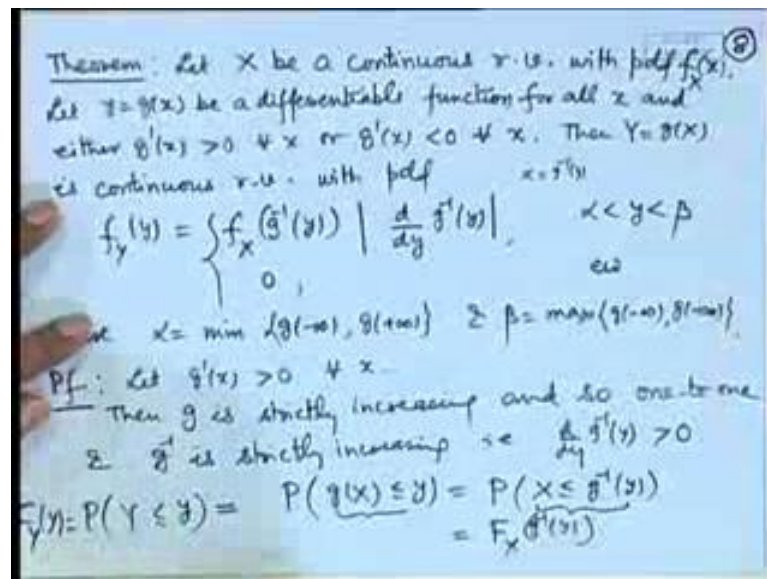 8
Theorem: Let X be a continuous r.v. with pdf f_X(x).
Let y=g(x) be a differentiable function for all x and
either g'(x) >0 ∀ x or g'(x) <0 ∀ x. Then Y=g(X)
is continuous r.v. with pdf x=g⁻¹(y)
f_Y(y) = { f_X(g⁻¹(y)) | d/dy g⁻¹(y)|, α<y<β
0, ew
α= min {g(-∞), g(+∞)} & β= max{g(-∞), g(+∞)}
Pf: Let g'(x) >0 ∀ x
Then g is strictly increasing and so one-to-one
& g⁻¹ is strictly increasing ie d/dy g⁻¹(y) >0
F_Y(y)=P(Y≤y)= P(g(X)≤y) = P(X≤ g⁻¹(y))
= F_X(g⁻¹(y))